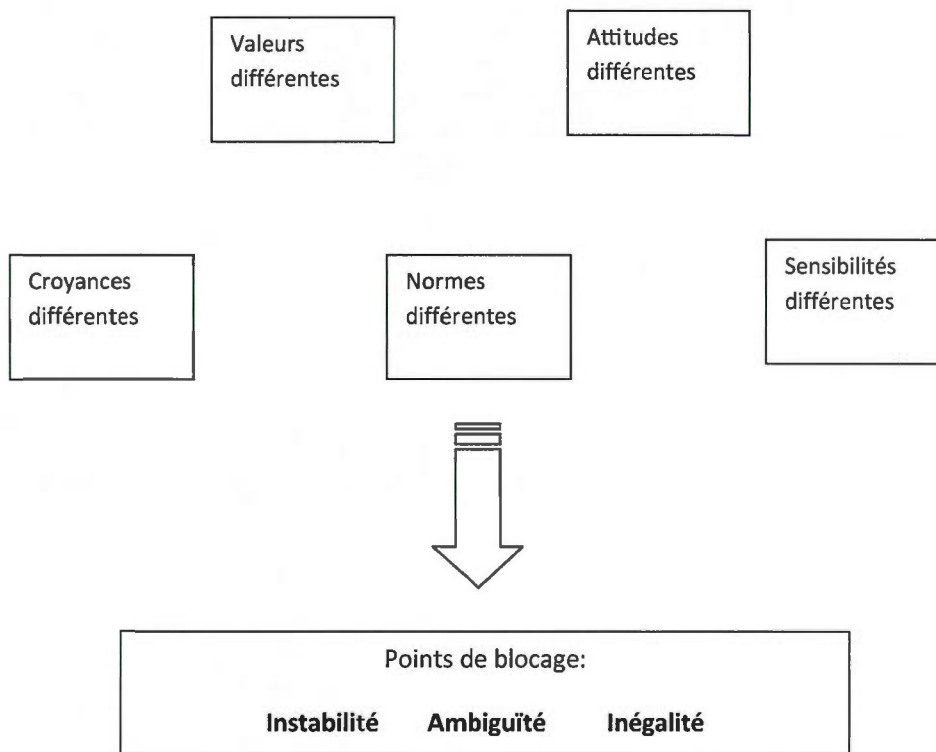 Valeurs
différentes
Attitudes
différentes
Croyances
différentes
Normes
différentes
Sensibilités
différentes
Points de blocage:
Instabilité Ambiguïté Inégalité